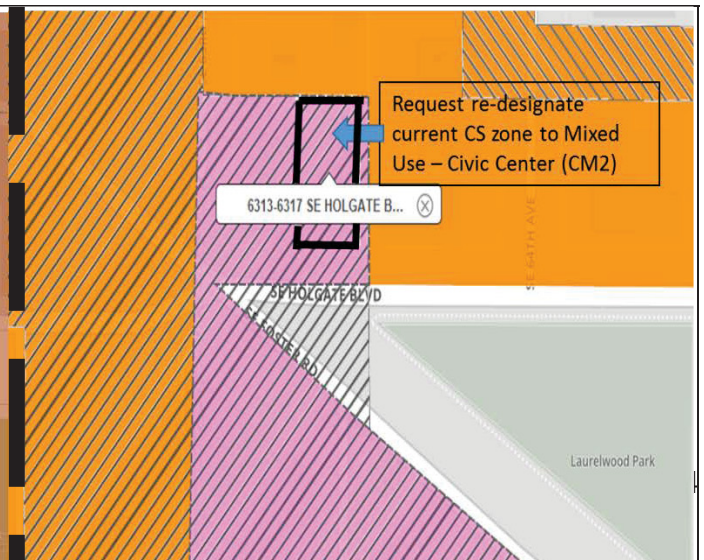 Request re-designate
current CS zone to Mixed
Use – Civic Center (CM2)
6313-6317 SE HOLGATE B...
SE 64TH AVE
SE HOLGATE BLVD
SE FOSTER RD
Laurelwood Park